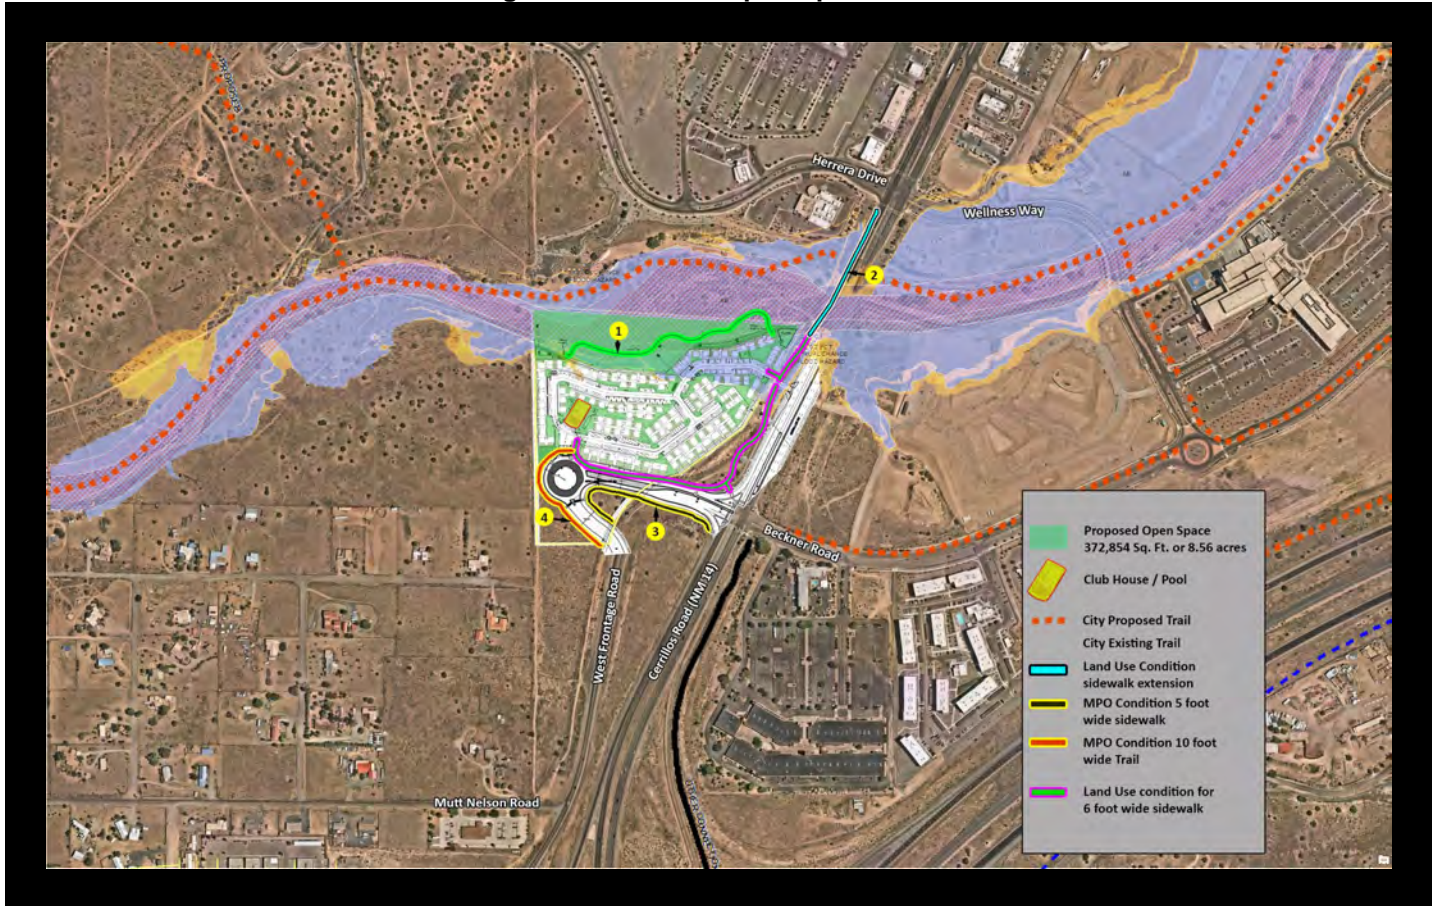 Herrera Drive
Wellness Way
2
1
4
3
Beckner Road
West Frontage Road
Cerrillos Road (NM 14)
Mutt Nelson Road
Proposed Open Space
372,854 Sq. Ft. or 8.56 acres
Club House / Pool
City Proposed Trail
City Existing Trail
Land Use Condition
sidewalk extension
MPO Condition 5 foot
wide sidewalk
MPO Condition 10 foot
wide Trail
Land Use condition for
6 foot wide sidewalk